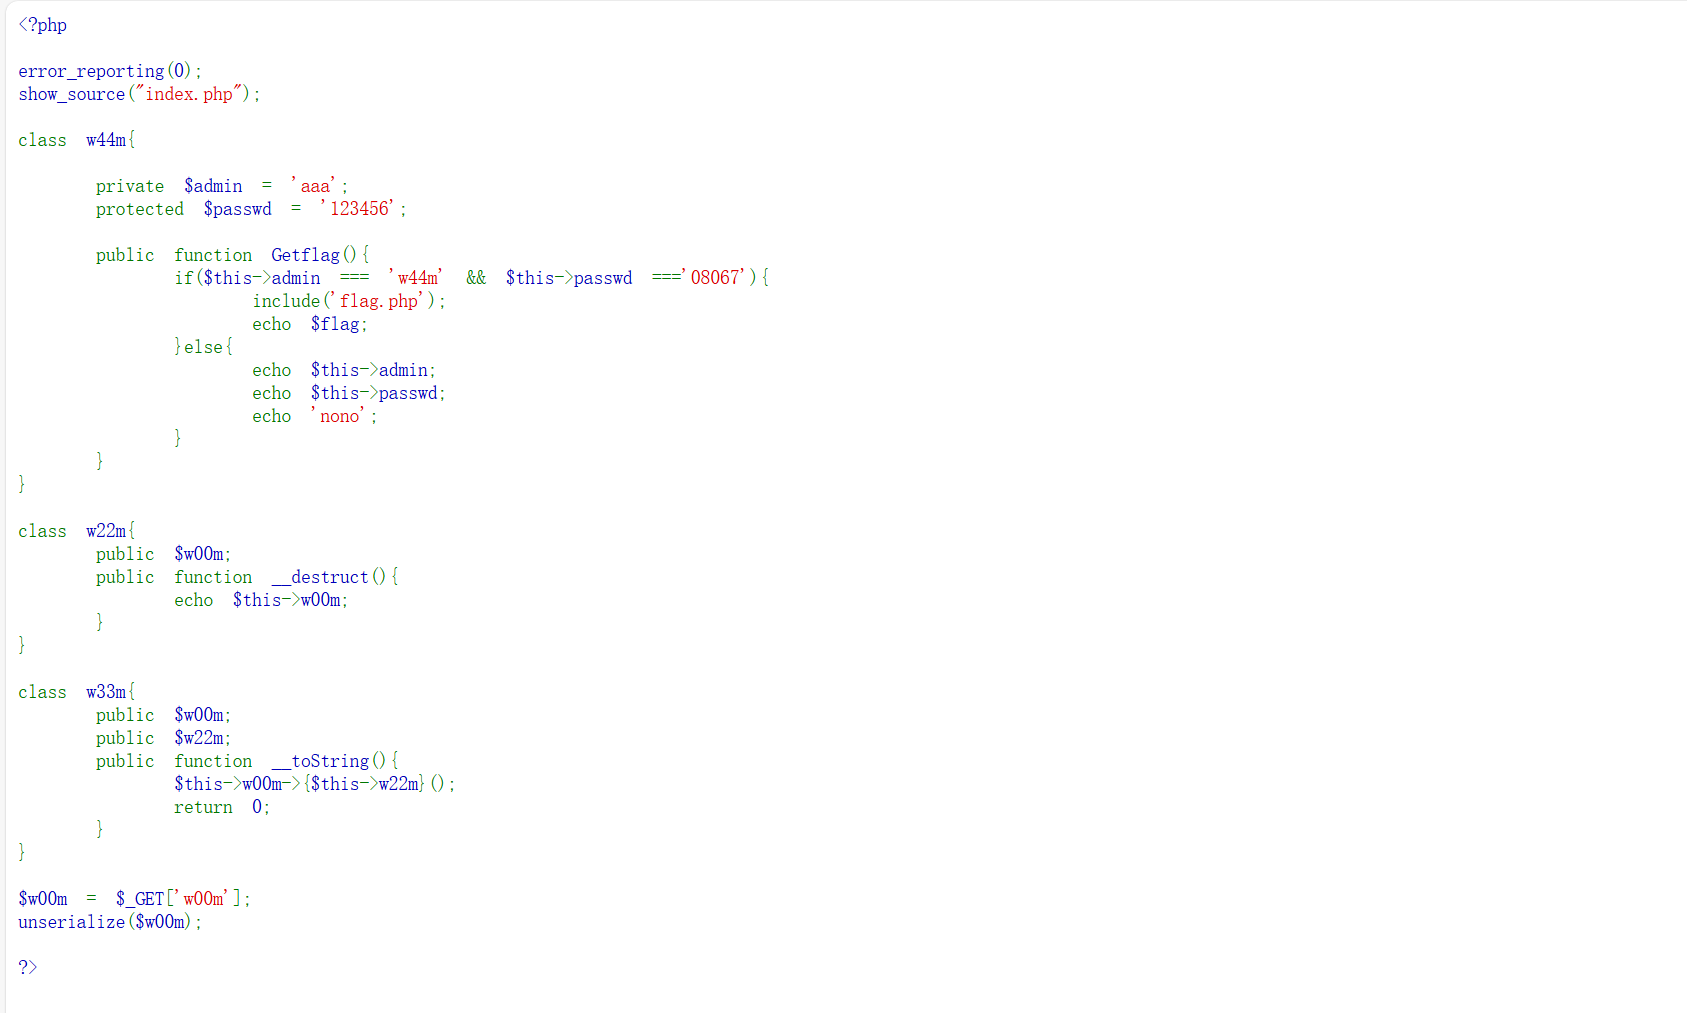 <?php
error_reporting(0);
show_source("index.php");
class w44m{
private $admin = 'aaa';
protected $passwd = '123456';
public function Getflag(){
if($this->admin === 'w44m' && $this->passwd ==='08067'){
include('flag.php');
echo $flag;
}else{
echo $this->admin;
echo $this->passwd;
echo 'nono';
}
}
}
class w22m{
public $w00m;
public function __destruct(){
echo $this->w00m;
}
}
class w33m{
public $w00m;
public $w22m;
public function __toString(){
$this->w00m->{$this->w22m}();
return 0;
}
}
$w00m = $_GET['w00m'];
unserialize($w00m);
?>